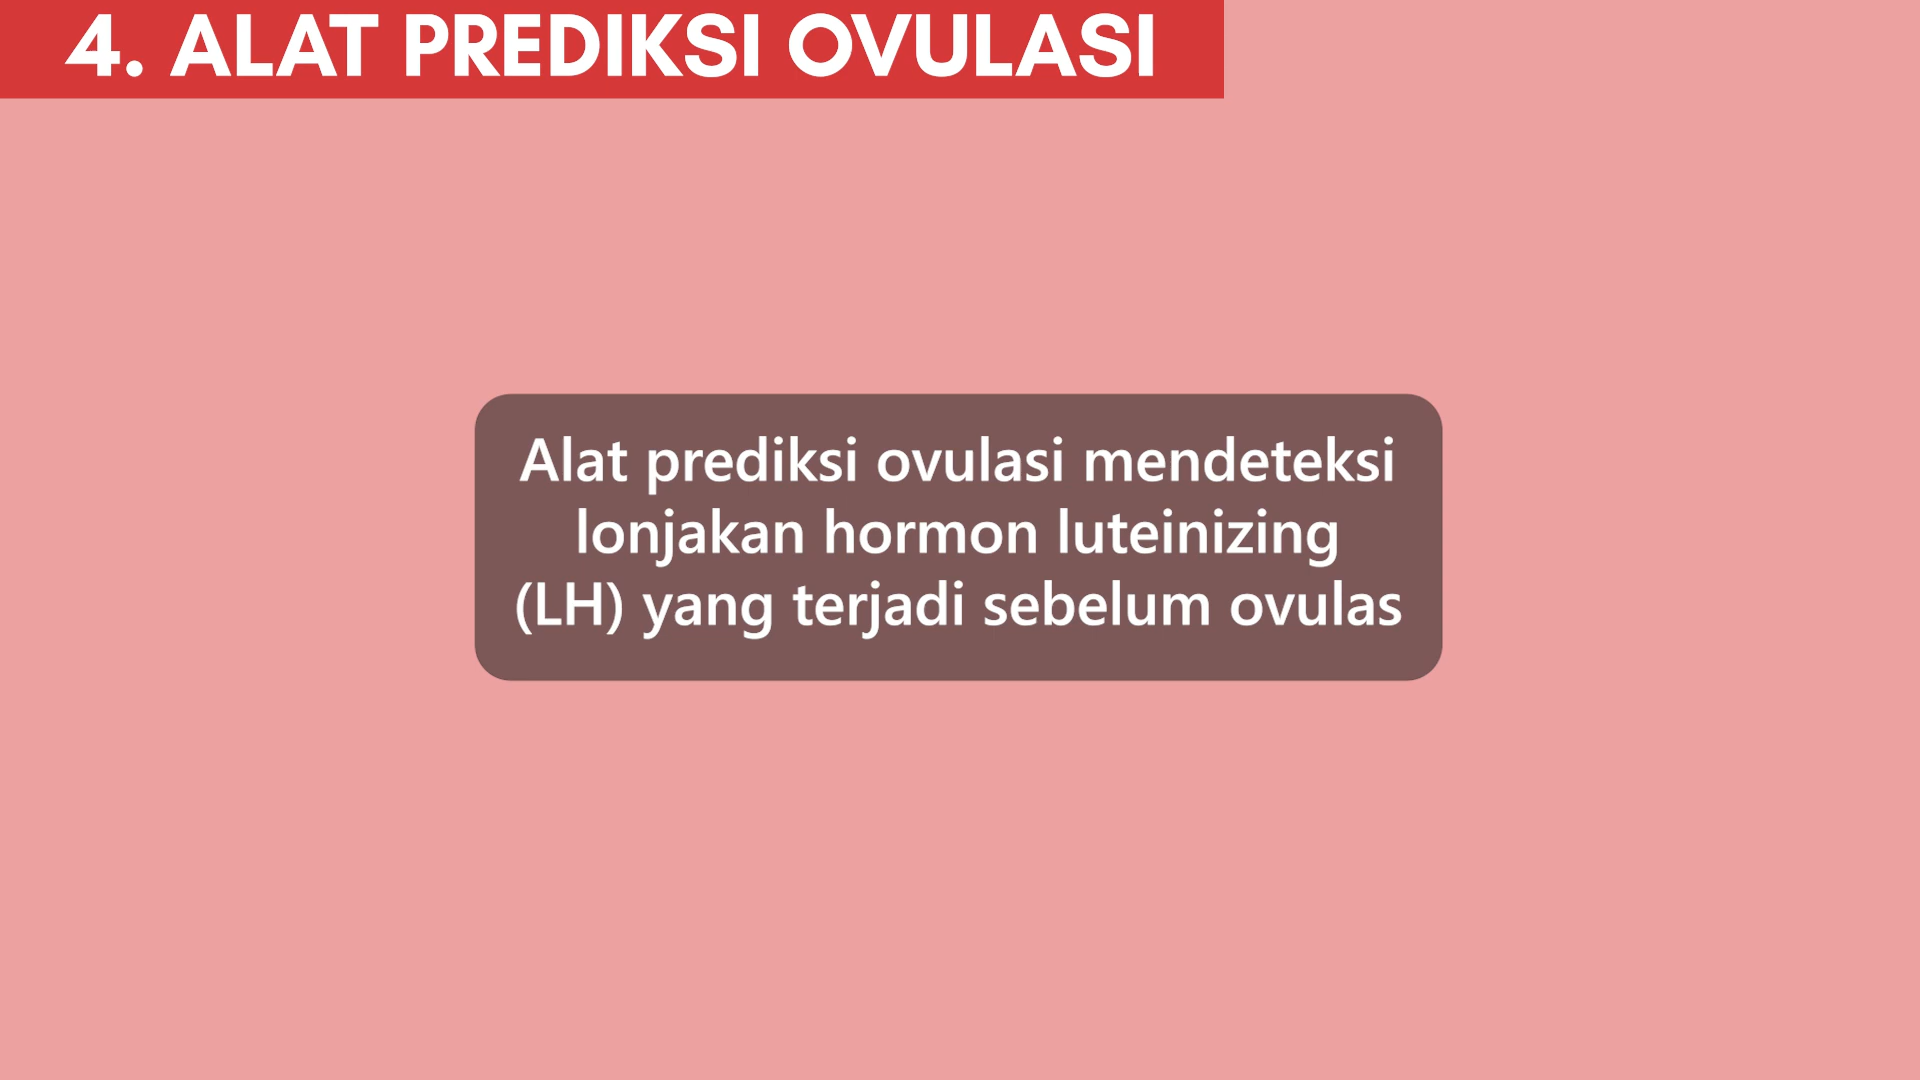 4. ALAT PREDIKSI OVULASI
Alat prediksi ovulasi mendeteksi
lonjakan hormon luteinizing
(LH) yang terjadi sebelum ovulas